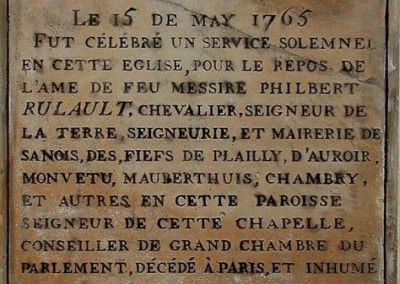 LE 15 DE MAY 1765
FUT CÉLÉBRÉ UN SERVICE SOLEMNEL
EN CETTE EGLISE, POUR LE REPOS DE
L'AME DE FEU MESSIRE PHILBERT
RULAULT, CHEVALIER, SEIGNEUR DE
LA TERRE, SEIGNEURIE, ET MAIRERIE DE
SANOIS, DES, FIEFS DE PLAILLY, D'AUROIR,
MONVETU, MAUBERTHUIS, CHAMBRY,
ET AUTRES EN CETTE PAROISSE
SEIGNEUR DE CETTE CHAPELLE,
CONSEILLER DE GRAND CHAMBRE DU
PARLEMENT, DÉCÉDÉ À PARIS, ET INHUMÉ